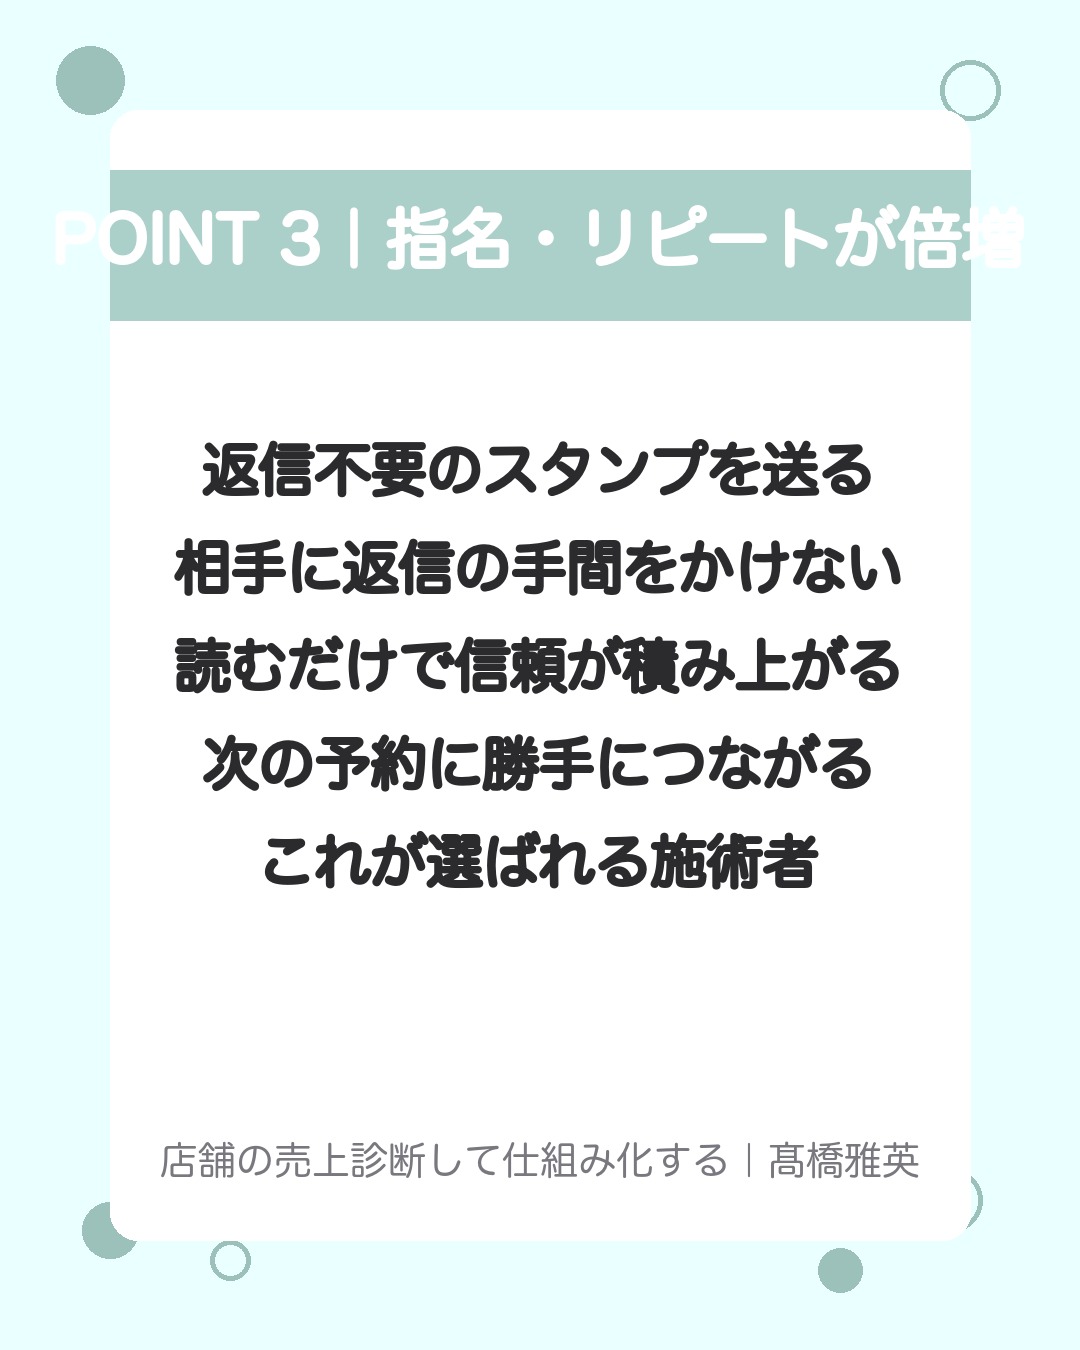 POINT 3｜指名・リピートが倍増
返信不要のスタンプを送る
相手に返信の手間をかけない
読むだけで信頼が積み上がる
次の予約に勝手につながる
これが選ばれる施術者
店舗の売上診断して仕組み化する｜髙橋雅英